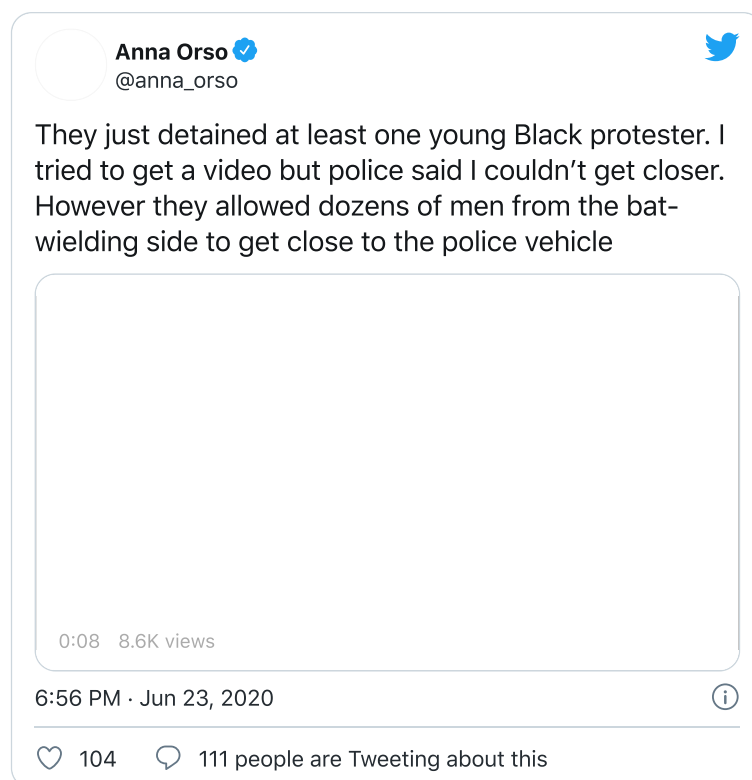 Anna Orso
@anna_orso
They just detained at least one young Black protester. I
tried to get a video but police said I couldn’t get closer.
However they allowed dozens of men from the bat-
wielding side to get close to the police vehicle
0:08 8.6K views
6:56 PM · Jun 23, 2020
104 111 people are Tweeting about this